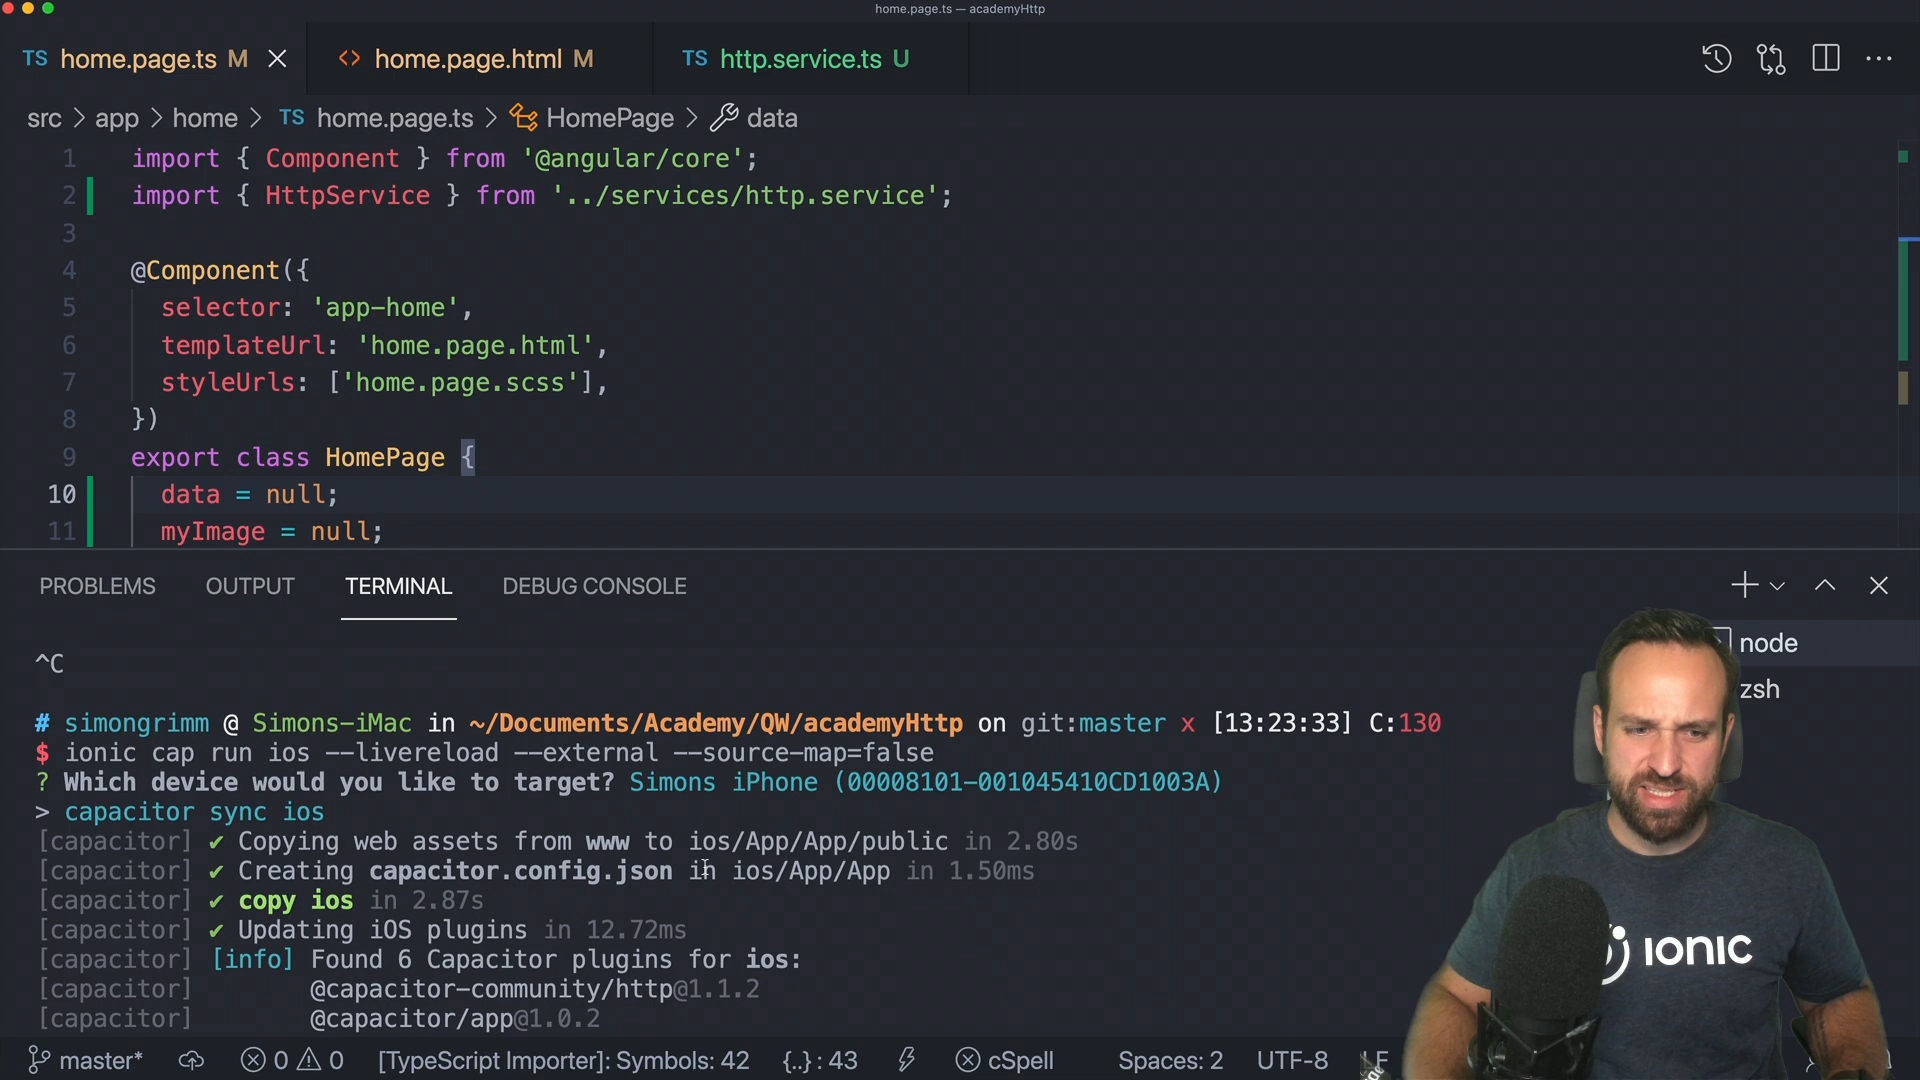 home.page.ts — academyHttp
TS home.page.ts M
home.page.html M
TS http.service.ts U
src > app > home > TS home.page.ts > HomePage > data
1 import { Component } from '@angular/core';
2 import { HttpService } from '../services/http.service';
3
4 @Component({
5 selector: 'app-home',
6 templateUrl: 'home.page.html',
7 styleUrls: ['home.page.scss'],
8 })
9 export class HomePage {
10 data = null;
11 myImage = null;
PROBLEMS OUTPUT TERMINAL DEBUG CONSOLE
node
zsh
^C
# simongrimm @ Simons-iMac in ~/Documents/Academy/QW/academyHttp on git:master x [13:23:33] C:130
$ ionic cap run ios --livereload --external --source-map=false
? Which device would you like to target? Simons iPhone (00008101-001045410CD1003A)
> capacitor sync ios
[capacitor] ✔ Copying web assets from www to ios/App/App/public in 2.80s
[capacitor] ✔ Creating capacitor.config.json in ios/App/App in 1.50ms
[capacitor] ✔ copy ios in 2.87s
[capacitor] ✔ Updating iOS plugins in 12.72ms
[capacitor] [info] Found 6 Capacitor plugins for ios:
[capacitor] @capacitor-community/http@1.1.2
[capacitor] @capacitor/app@1.0.2
IONIC
master* 0 0 [TypeScript Importer]: Symbols: 42 {..} : 43 cSpell Spaces: 2 UTF-8 LF